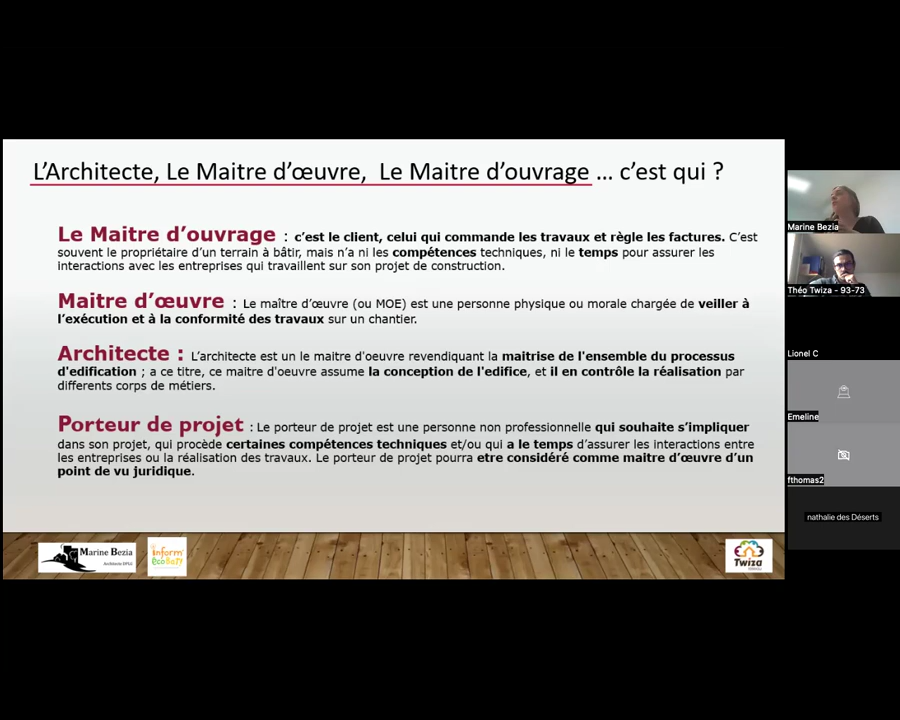 L'Architecte, Le Maitre d'œuvre,  Le Maitre d'ouvrage ... c'est qui ?
Le Maitre d'ouvrage : c'est le client, celui qui commande les travaux et règle les factures. C'est
souvent le propriétaire d'un terrain à bâtir, mais n'a ni les compétences techniques, ni le temps pour assurer les
interactions avec les entreprises qui travaillent sur son projet de construction.
Maitre d'œuvre : Le maître d'œuvre (ou MOE) est une personne physique ou morale chargée de veiller à
l'exécution et à la conformité des travaux sur un chantier.
Architecte : L'architecte est un le maitre d'oeuvre revendiquant la maitrise de l'ensemble du processus
d'edification ; a ce titre, ce maitre d'oeuvre assume la conception de l'edifice, et il en contrôle la réalisation par
differents corps de métiers.
Porteur de projet : Le porteur de projet est une personne non professionnelle qui souhaite s'impliquer
dans son projet, qui procède certaines compétences techniques et/ou qui a le temps d'assurer les interactions entre
les entreprises ou la réalisation des travaux. Le porteur de projet pourra etre considéré comme maitre d'œuvre d'un
point de vu juridique.
Marine Bezia
Architecte DPLG
inform
ecobat
Twiza
Marine Bezia
Théo Twiza - 93-73
Lionel C
Emeline
fthomas2
nathalie des Déserts